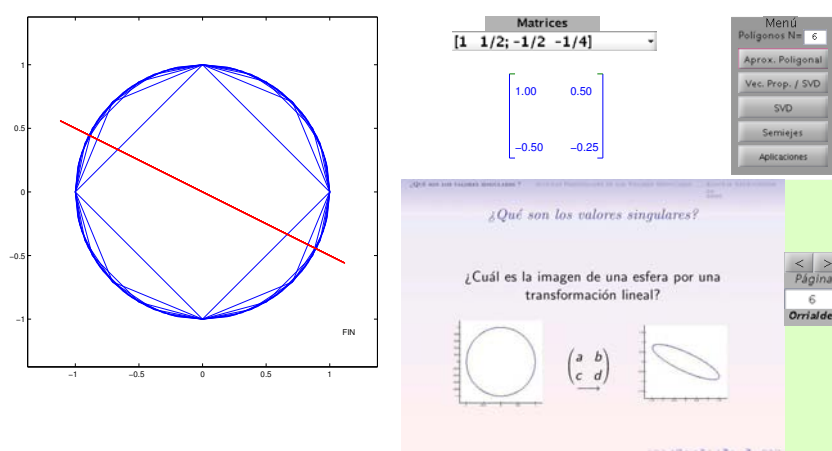 1
0.5
0
−0.5
−1
−1
−0.5
0
0.5
1
FIN
Matrices
[1 1/2; -1/2 -1/4]
1.00 0.50
−0.50 −0.25
Menú
Polígonos N= 6
Aprox. Poligonal
Vec. Prop. / SVD
SVD
Semiejes
Aplicaciones
¿Qué son los valores singulares?
¿Cuál es la imagen de una esfera por una
transformación lineal?
a b
c d
< >
Página
6
Orrialde